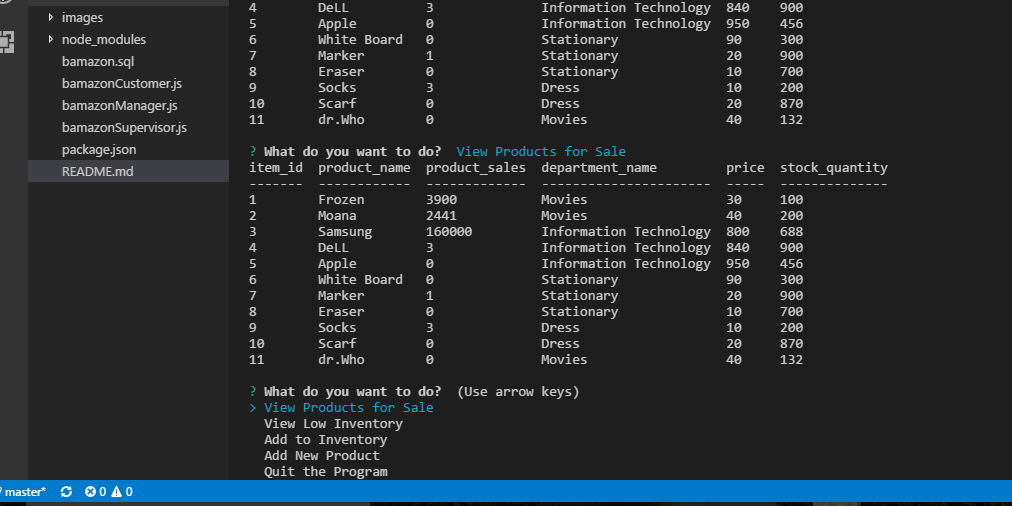 images
node_modules
bamazon.sql
bamazonCustomer.js
bamazonManager.js
bamazonSupervisor.js
package.json
README.md
4 DeLL 3 Information Technology 840 900
5 Apple 0 Information Technology 950 456
6 White Board 0 Stationary 90 300
7 Marker 1 Stationary 20 900
8 Eraser 0 Stationary 10 700
9 Socks 3 Dress 10 200
10 Scarf 0 Dress 20 870
11 dr.Who 0 Movies 40 132
? What do you want to do? View Products for Sale
item_id product_name product_sales department_name price stock_quantity
------- ------------ ------------- ---------------------- ----- --------------
1 Frozen 3900 Movies 30 100
2 Moana 2441 Movies 40 200
3 Samsung 160000 Information Technology 800 688
4 DeLL 3 Information Technology 840 900
5 Apple 0 Information Technology 950 456
6 White Board 0 Stationary 90 300
7 Marker 1 Stationary 20 900
8 Eraser 0 Stationary 10 700
9 Socks 3 Dress 10 200
10 Scarf 0 Dress 20 870
11 dr.Who 0 Movies 40 132
? What do you want to do? (Use arrow keys)
> View Products for Sale
View Low Inventory
Add to Inventory
Add New Product
Quit the Program
master* 0 0